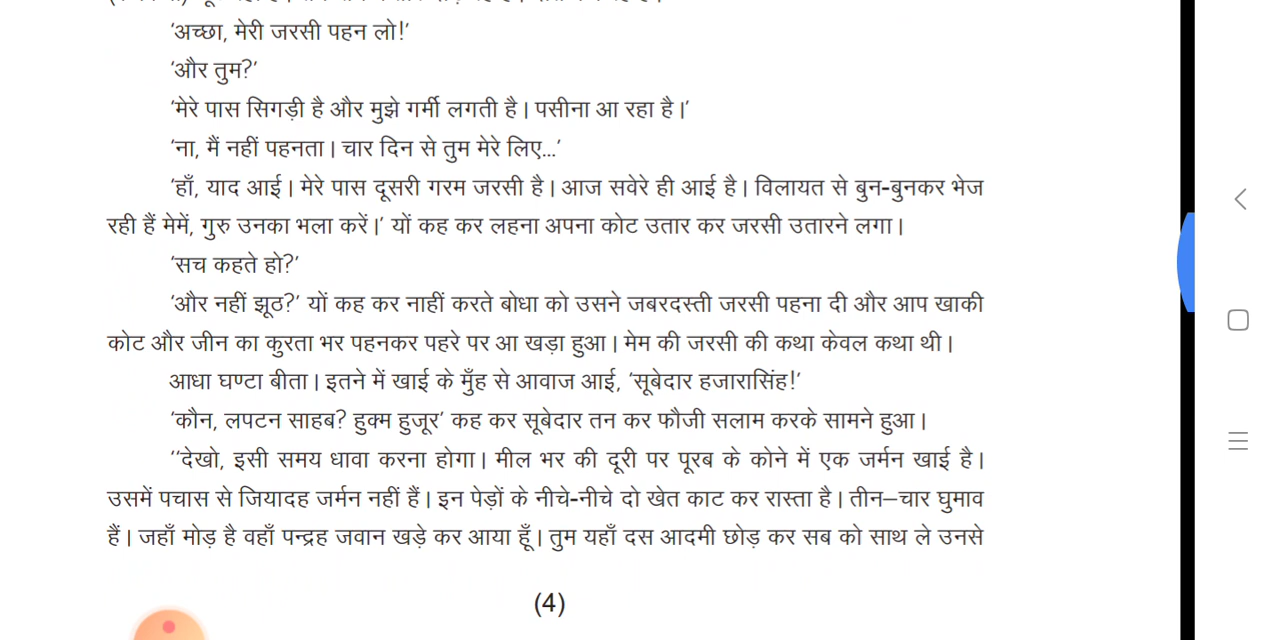 'अच्छा, मेरी जरसी पहन लो!'
'और तुम?'
'मेरे पास सिगड़ी है और मुझे गर्मी लगती है। पसीना आ रहा है।'
'ना, मैं नहीं पहनता। चार दिन से तुम मेरे लिए...'
'हाँ, याद आई। मेरे पास दूसरी गरम जरसी है। आज सवेरे ही आई है। विलायत से बुन-बुनकर भेज
रही हैं मेमें, गुरु उनका भला करें।' यों कह कर लहना अपना कोट उतार कर जरसी उतारने लगा।
'सच कहते हो?'
'और नहीं झूठ?' यों कह कर नाहीं करते बोधा को उसने जबरदस्ती जरसी पहना दी और आप खाकी
कोट और जीन का कुरता भर पहनकर पहरे पर आ खड़ा हुआ। मेम की जरसी की कथा केवल कथा थी।
आधा घण्टा बीता। इतने में खाई के मुँह से आवाज आई, 'सूबेदार हजारासिंह!'
'कौन, लपटन साहब? हुक्म हुजूर' कह कर सूबेदार तन कर फौजी सलाम करके सामने हुआ।
''देखो, इसी समय धावा करना होगा। मील भर की दूरी पर पूरब के कोने में एक जर्मन खाई है।
उसमें पचास से जियादह जर्मन नहीं हैं। इन पेड़ों के नीचे-नीचे दो खेत काट कर रास्ता है। तीन–चार घुमाव
हैं। जहाँ मोड़ है वहाँ पन्द्रह जवान खड़े कर आया हूँ। तुम यहाँ दस आदमी छोड़ कर सब को साथ ले उनसे
(4)